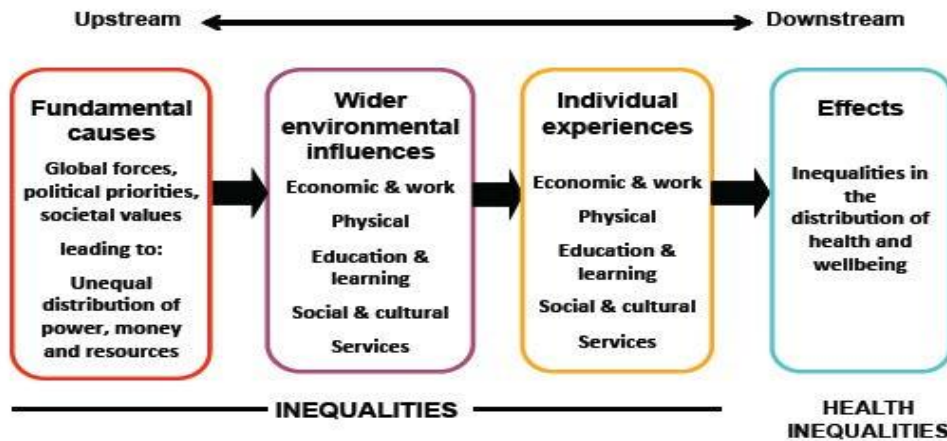 Upstream
Downstream
Fundamental
causes
Global forces,
political priorities,
societal values
leading to:
Unequal
distribution of
power, money
and resources
Wider
environmental
influences
Economic & work
Physical
Education &
learning
Social & cultural
Services
Individual
experiences
Economic & work
Physical
Education &
learning
Social & cultural
Services
Effects
Inequalities in
the
distribution of
health and
wellbeing
INEQUALITIES
HEALTH
INEQUALITIES